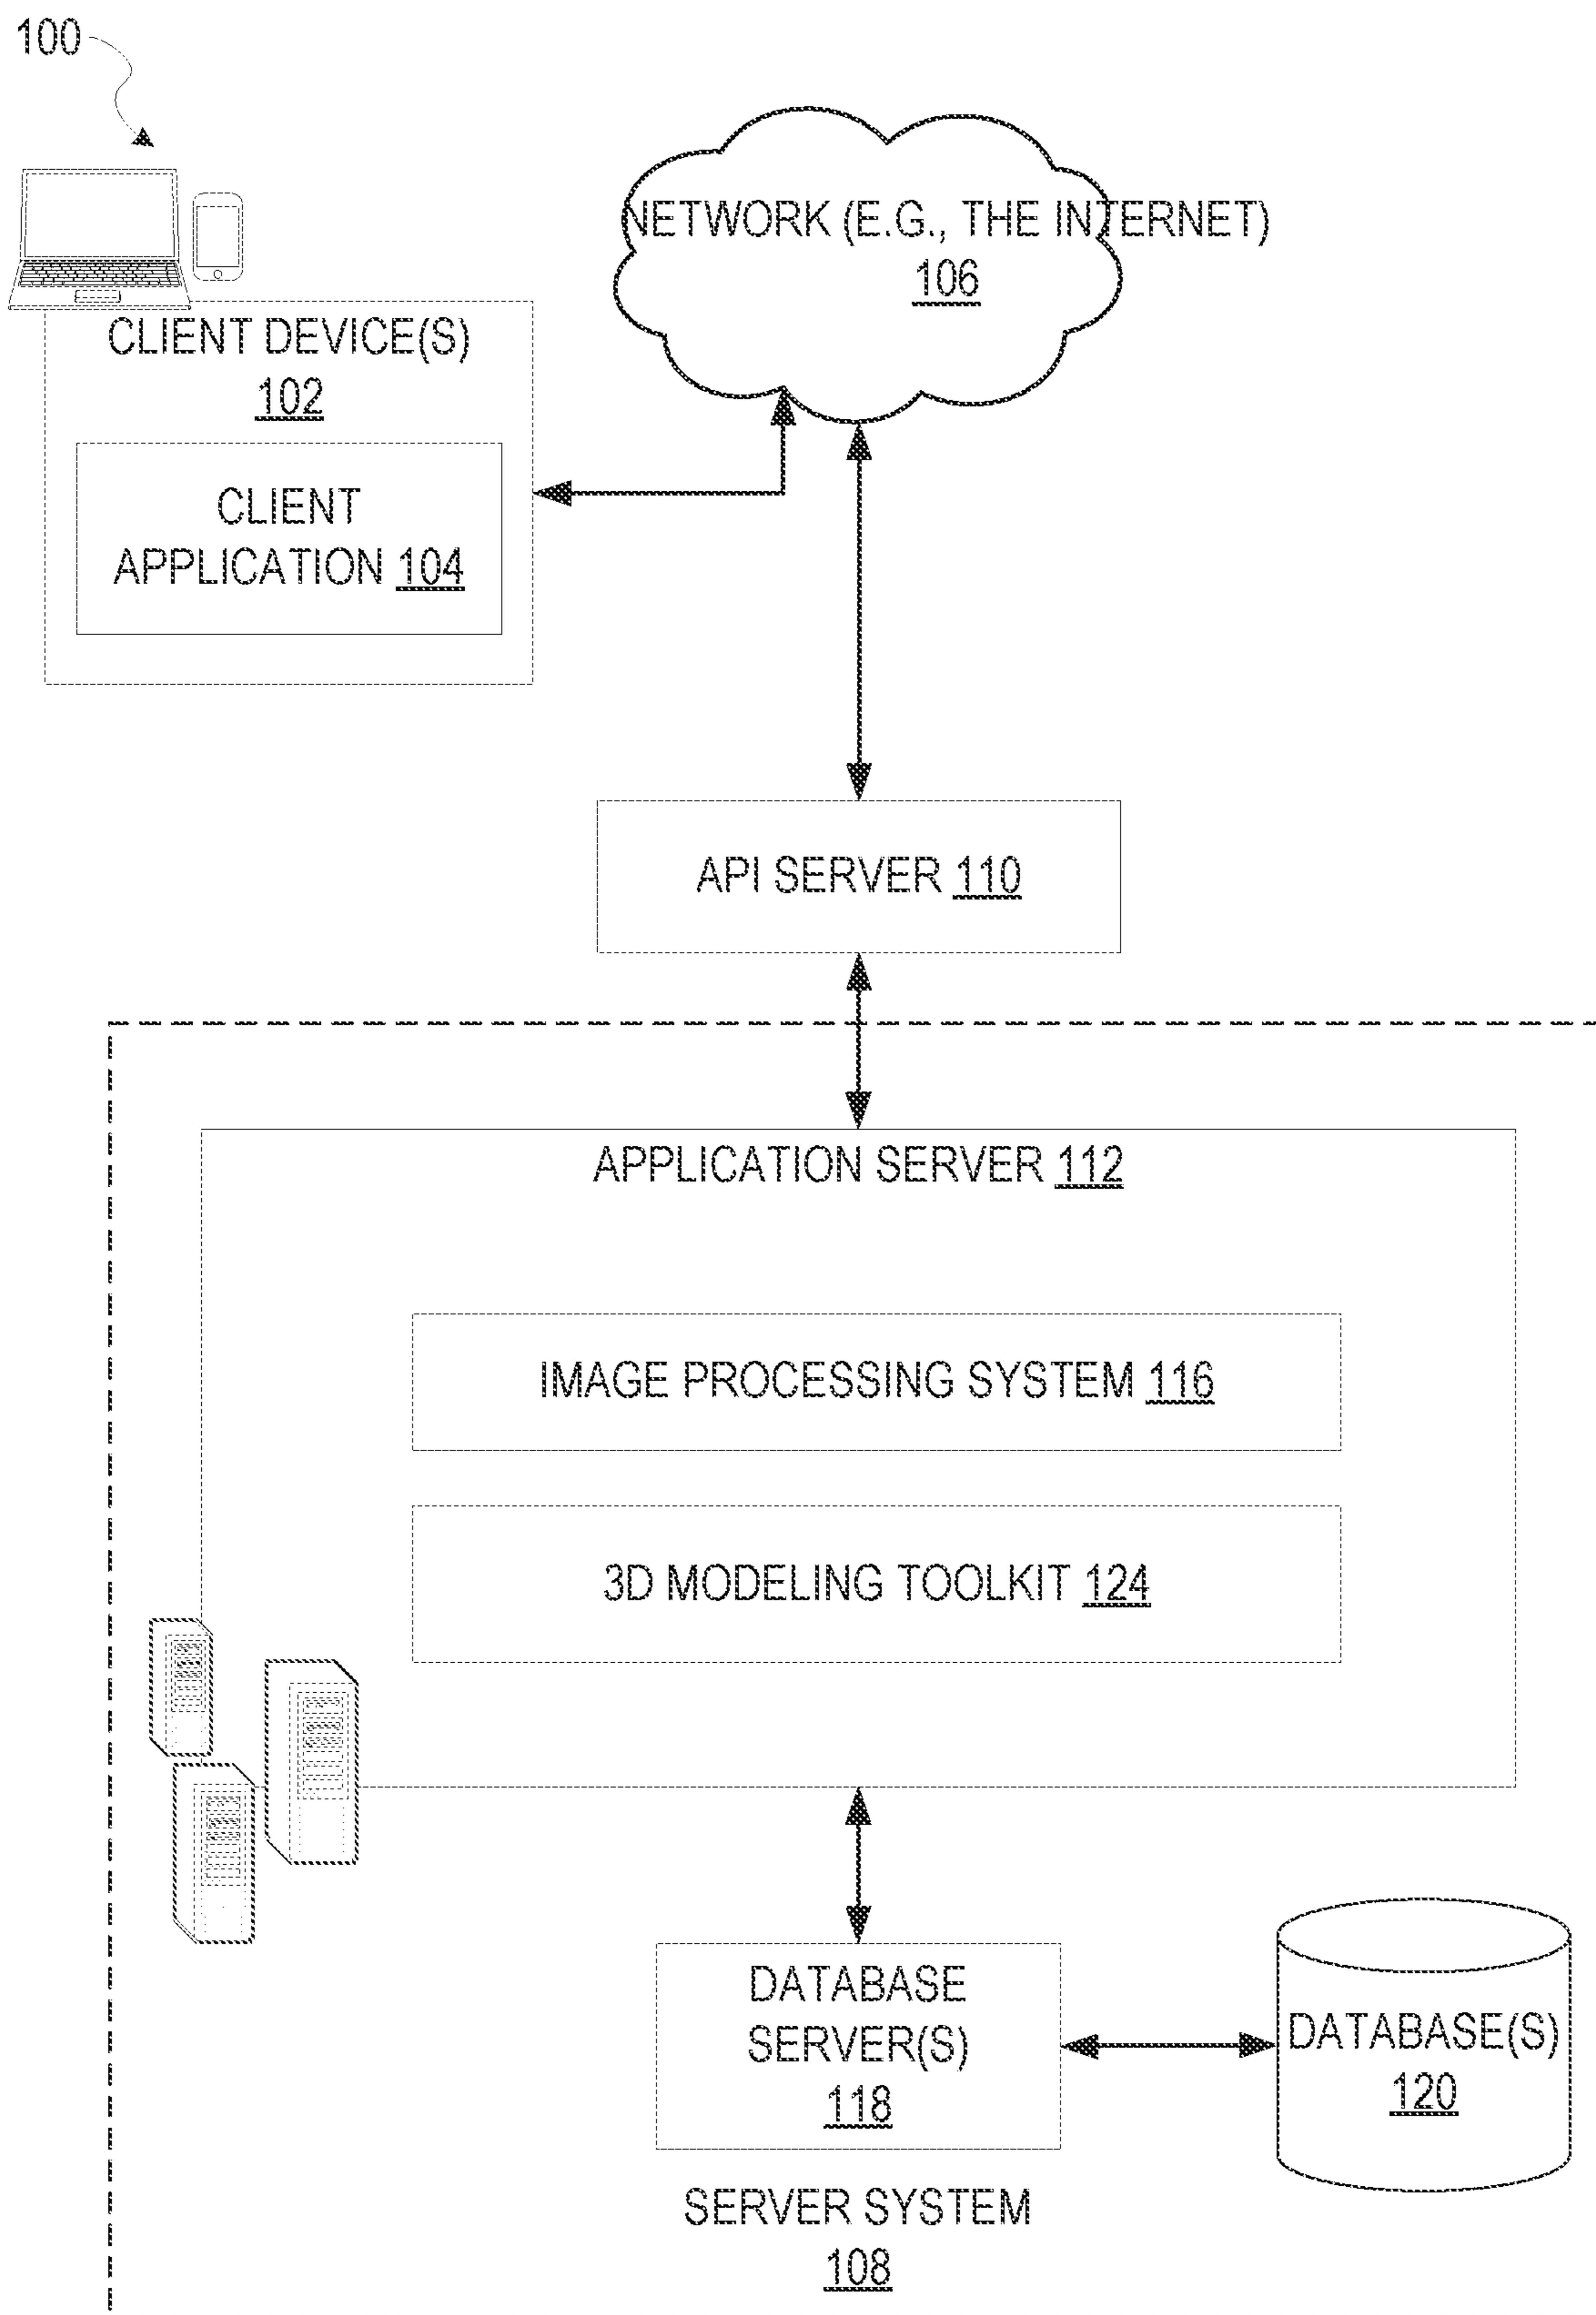 100
NETWORK (E.G., THE INTERNET)
106
CLIENT DEVICE(S)
102
CLIENT
APPLICATION 104
API SERVER 110
APPLICATION SERVER 112
IMAGE PROCESSING SYSTEM 116
3D MODELING TOOLKIT 124
DATABASE
SERVER(S)
118
DATABASE(S)
120
SERVER SYSTEM
108